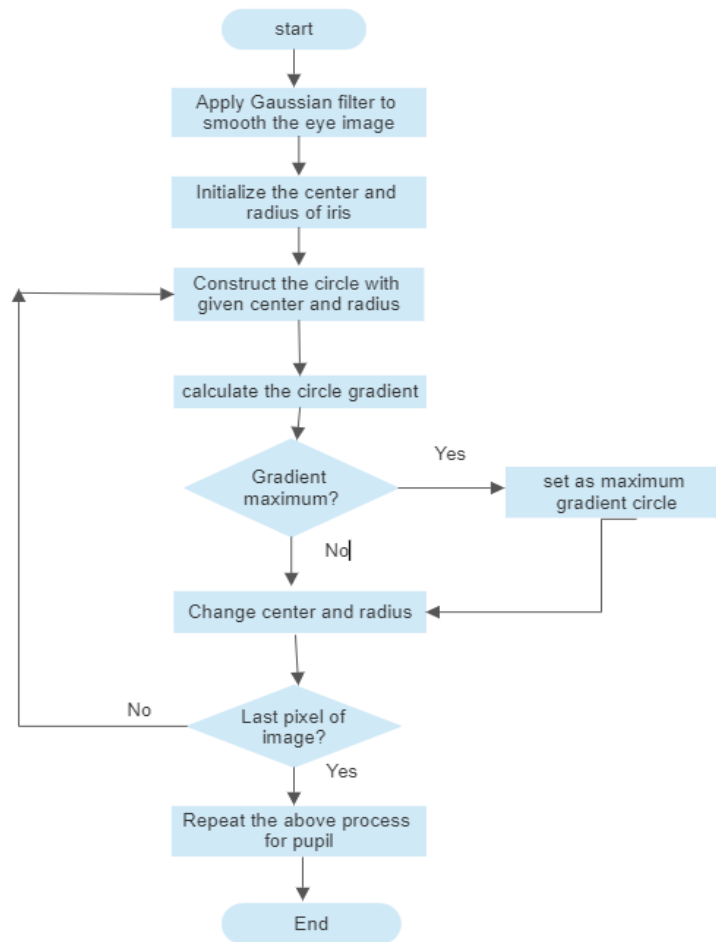 start
Apply Gaussian filter to
smooth the eye image
Initialize the center and
radius of iris
Construct the circle with
given center and radius
calculate the circle gradient
Gradient
maximum?
Yes
set as maximum
gradient circle
No
Change center and radius
Last pixel of
image?
No
Yes
Repeat the above process
for pupil
End